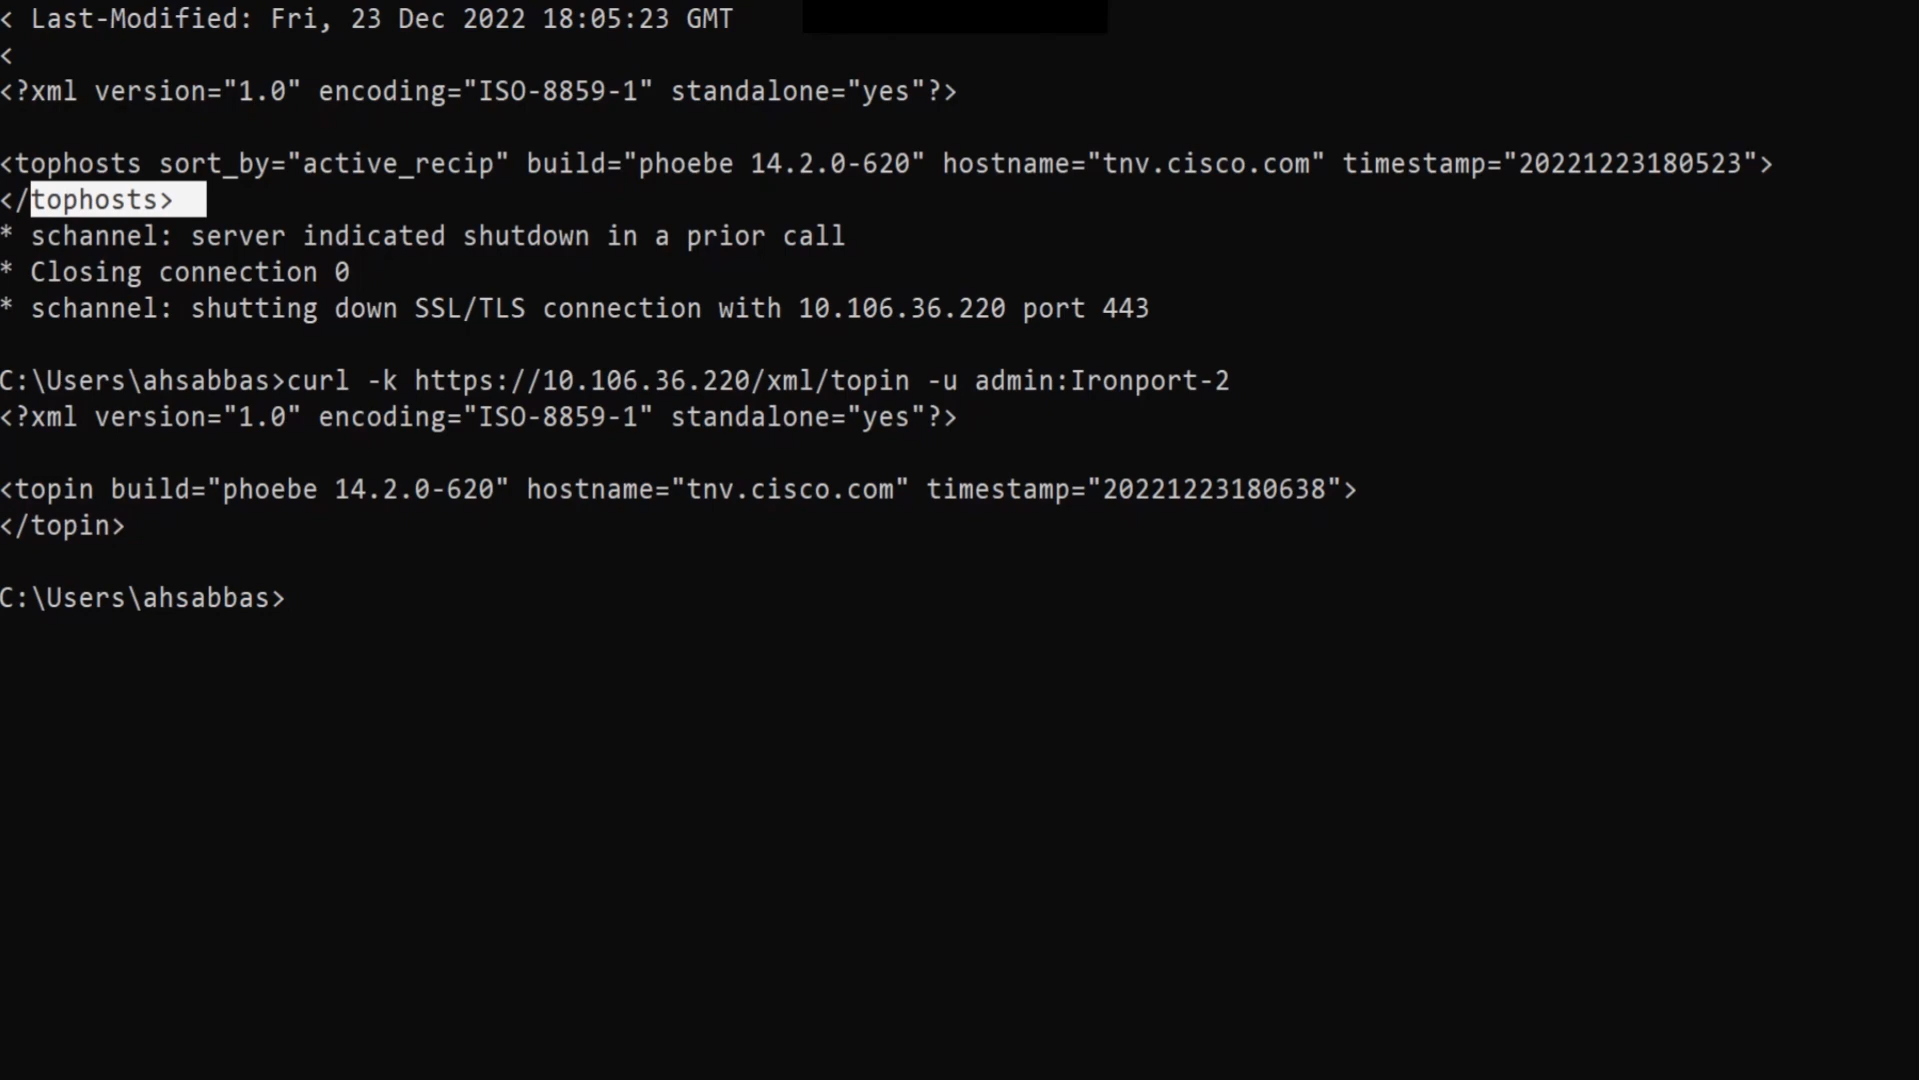 < Last-Modified: Fri, 23 Dec 2022 18:05:23 GMT
<
<?xml version="1.0" encoding="ISO-8859-1" standalone="yes"?>
<tophosts sort_by="active_recip" build="phoebe 14.2.0-620" hostname="tnv.cisco.com" timestamp="20221223180523">
</tophosts>
* schannel: server indicated shutdown in a prior call
* Closing connection 0
* schannel: shutting down SSL/TLS connection with 10.106.36.220 port 443
C:\Users\ahsabbas>curl -k https://10.106.36.220/xml/topin -u admin:Ironport-2
<?xml version="1.0" encoding="ISO-8859-1" standalone="yes"?>
<topin build="phoebe 14.2.0-620" hostname="tnv.cisco.com" timestamp="20221223180638">
</topin>
C:\Users\ahsabbas>